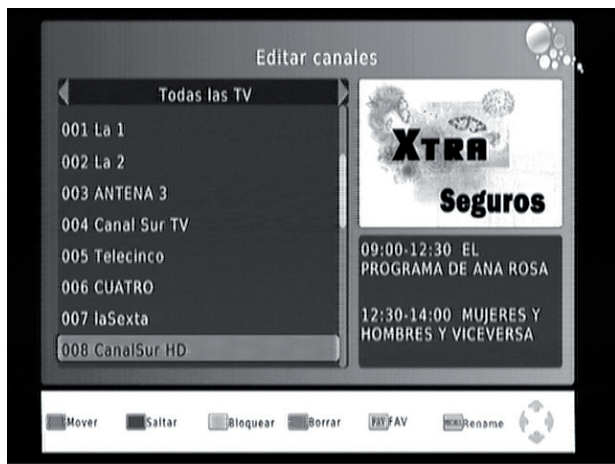 Editar canales
Todas las TV
001 La 1
002 La 2
003 ANTENA 3
004 Canal Sur TV
005 Telecinco
006 CUATRO
007 laSexta
008 CanalSur HD
XTRA
Seguros
09:00-12:30 EL
PROGRAMA DE ANA ROSA
12:30-14:00 MUJERES Y
HOMBRES Y VICEVERSA
Mover
Saltar
Bloquear
Borrar
FAV FAV
Rename